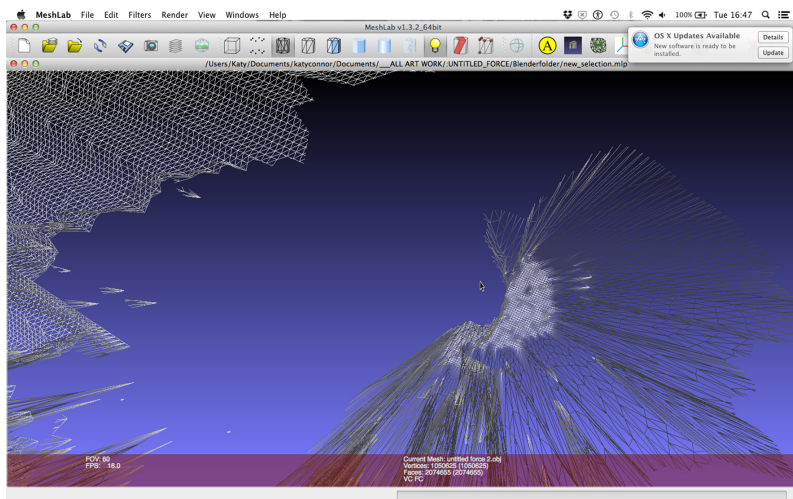 MeshLab File Edit Filters Render View Windows Help 100% Tue 16:47
MeshLab v1.3.2_64bit
A
OS X Updates Available
New software is ready to be
installed.
Details
Update
/Users/Katy/Documents/katyconnor/Documents/___ALL ART WORK/:UNTITLED_FORCE/Blenderfolder/new_selection.mlp
FOV: 60
FPS: 18.0
Current Mesh: untitled force 2.obj
Vertices: 1050625 (1050625)
Faces: 2074655 (2074655)
VC FC